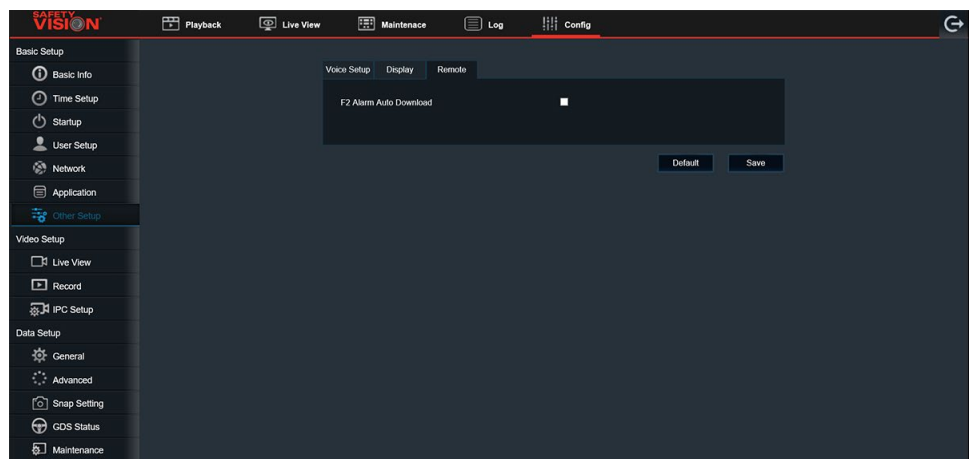 SAFETY
VISION
Playback
Live View
Maintenace
Log
Config
Basic Setup
Basic Info
Time Setup
Startup
User Setup
Network
Application
Other Setup
Video Setup
Live View
Record
IPC Setup
Data Setup
General
Advanced
Snap Setting
GDS Status
Maintenance
Voice Setup
Display
Remote
F2 Alarm Auto Download
Default
Save